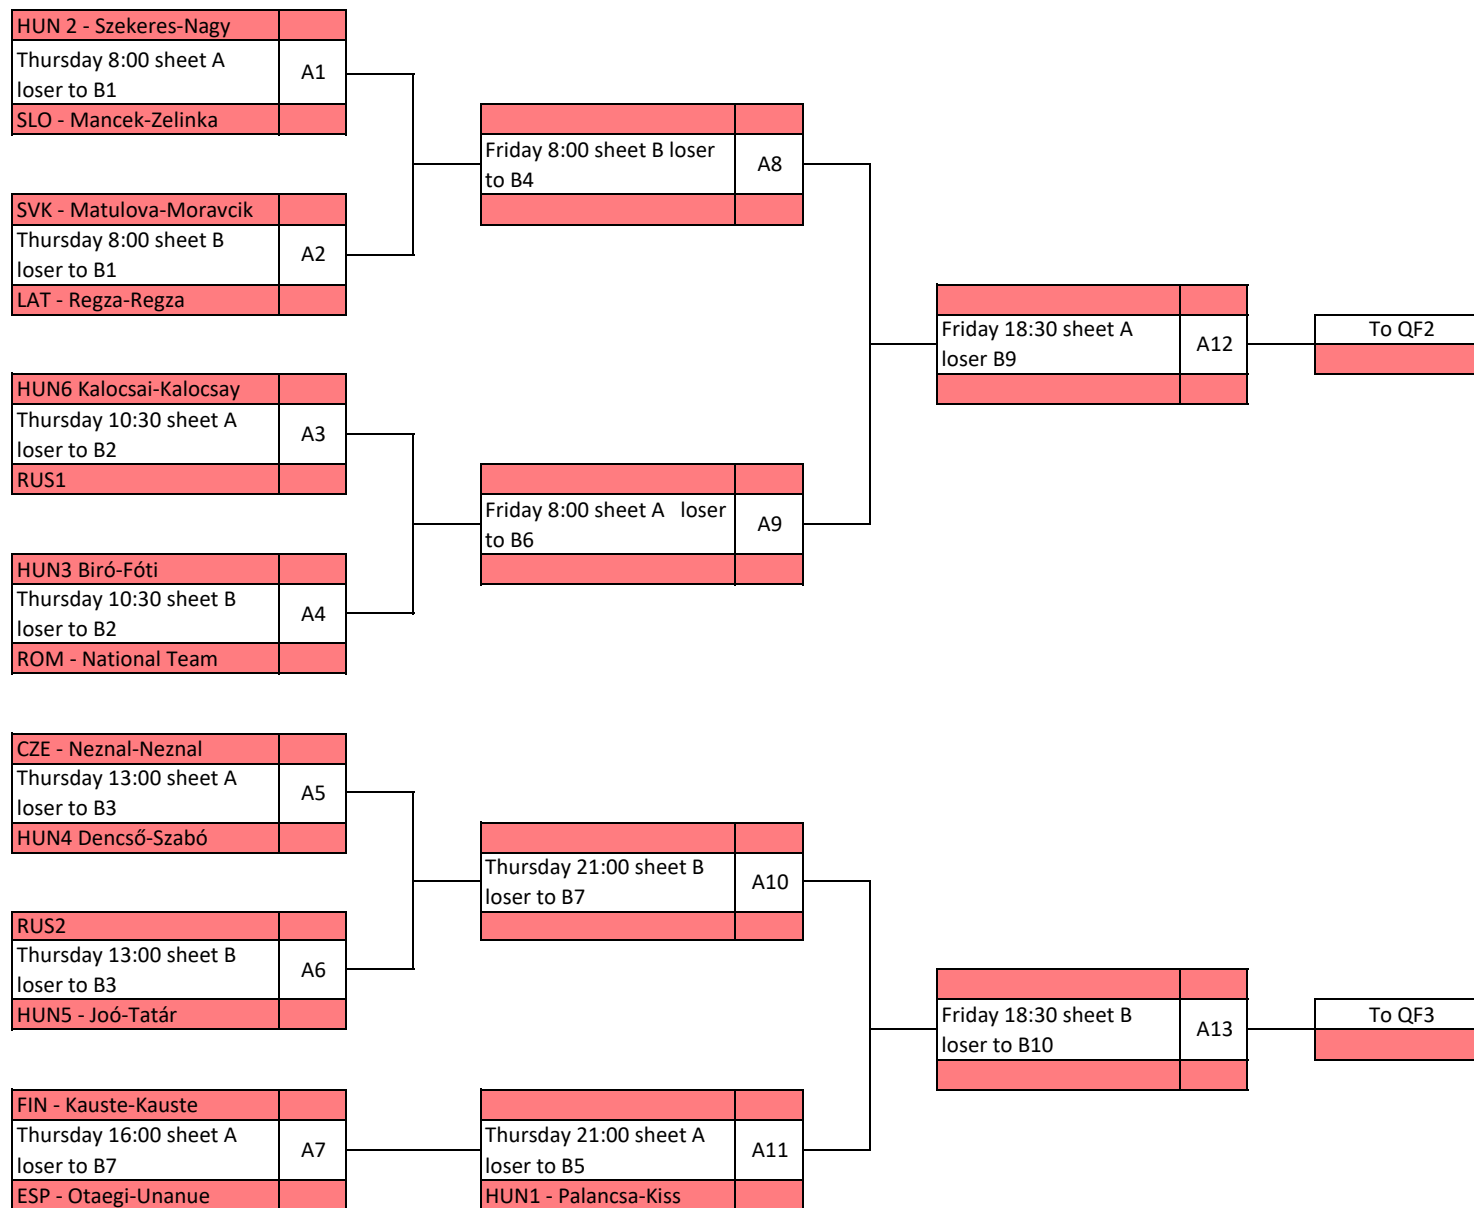 HUN 2 - Szekeres-Nagy
Thursday 8:00 sheet A
loser to B1
A1
SLO - Mancek-Zelinka
SVK - Matulova-Moravcik
Thursday 8:00 sheet B
loser to B1
A2
LAT - Regza-Regza
HUN6 Kalocsai-Kalocsay
Thursday 10:30 sheet A
loser to B2
A3
RUS1
HUN3 Biró-Fóti
Thursday 10:30 sheet B
loser to B2
A4
ROM - National Team
CZE - Neznal-Neznal
Thursday 13:00 sheet A
loser to B3
A5
HUN4 Dencső-Szabó
RUS2
Thursday 13:00 sheet B
loser to B3
A6
HUN5 - Joó-Tatár
FIN - Kauste-Kauste
Thursday 16:00 sheet A
loser to B7
A7
ESP - Otaegi-Unanue
Friday 8:00 sheet B loser
to B4
A8
Friday 8:00 sheet A   loser
to B6
A9
Thursday 21:00 sheet B
loser to B7
A10
Thursday 21:00 sheet A
loser to B5
A11
HUN1 - Palancsa-Kiss
Friday 18:30 sheet A
loser B9
A12
Friday 18:30 sheet B
loser to B10
A13
To QF2
To QF3